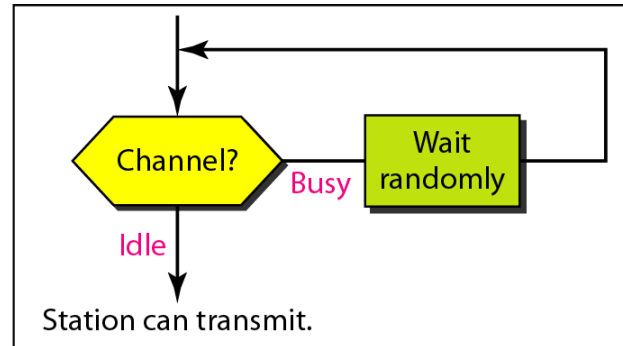 Channel?
Busy
Wait
randomly
Idle
Station can transmit.